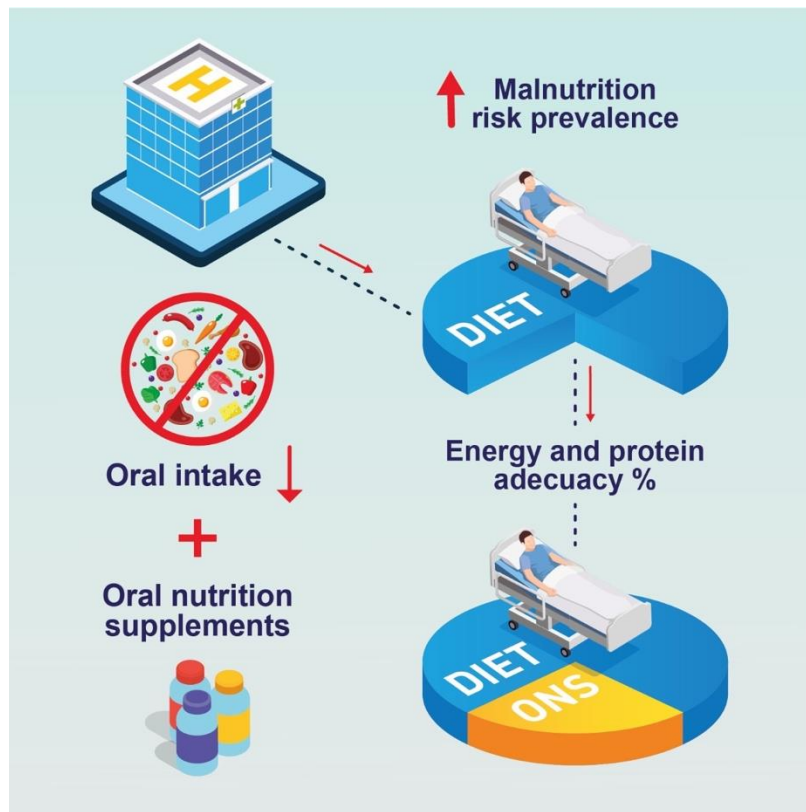 H
Malnutrition
risk prevalence
DIET
Oral intake
Energy and protein
adecuacy %
+
Oral nutrition
supplements
DIET
ONS